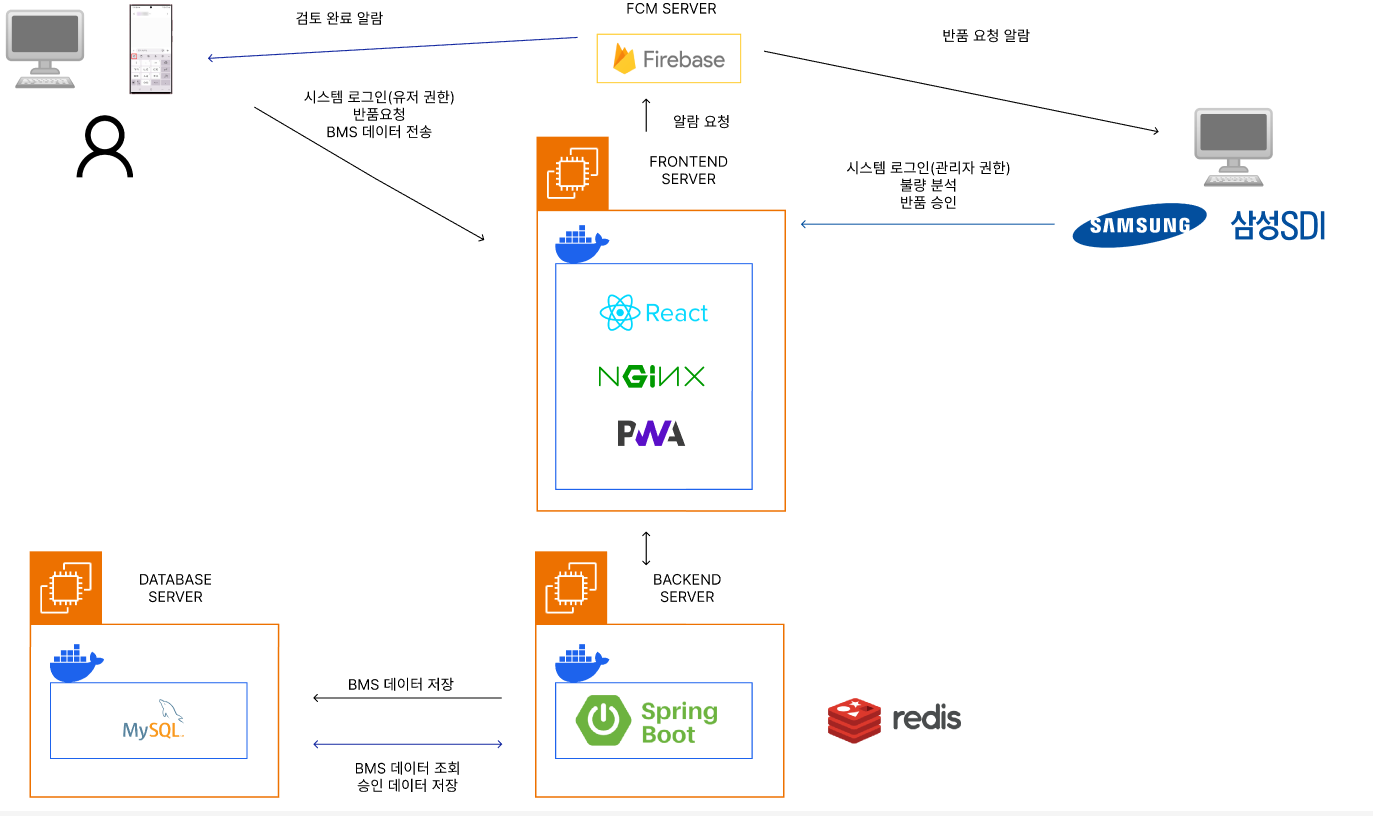 검토 완료 알람
FCM SERVER
Firebase
반품 요청 알람
시스템 로그인(유저 권한)
반품요청
BMS 데이터 전송
알람 요청
FRONTEND
SERVER
시스템 로그인(관리자 권한)
불량 분석
반품 승인
SAMSUNG
삼성SDI
React
NGINX
PWA
DATABASE
SERVER
BACKEND
SERVER
BMS 데이터 저장
MySQL
Spring
Boot
redis
BMS 데이터 조회
승인 데이터 저장